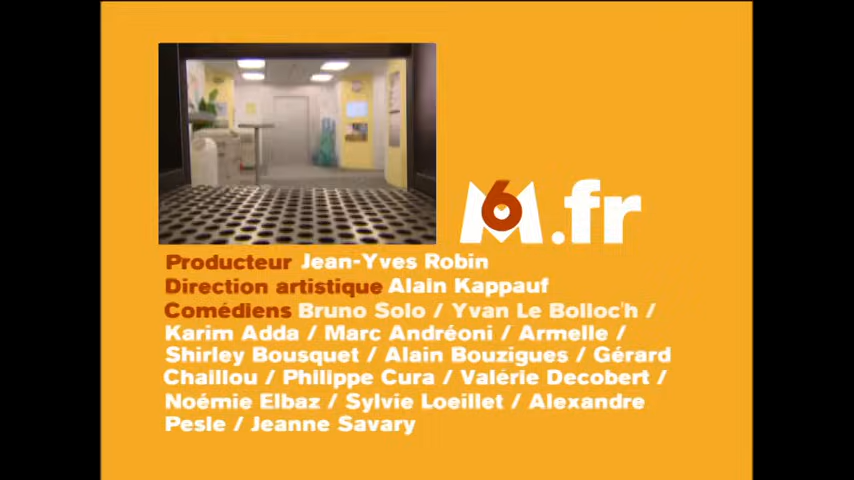 M6.fr
Producteur Jean-Yves Robin
Direction artistique Alain Kappauf
Comédiens Bruno Solo / Yvan Le Bolloc'h /
Karim Adda / Marc Andréoni / Armelle /
Shirley Bousquet / Alain Bouzigues / Gérard
Chaillou / Philippe Cura / Valérie Decobert /
Noémie Elbaz / Sylvie Loeillet / Alexandre
Pesle / Jeanne Savary